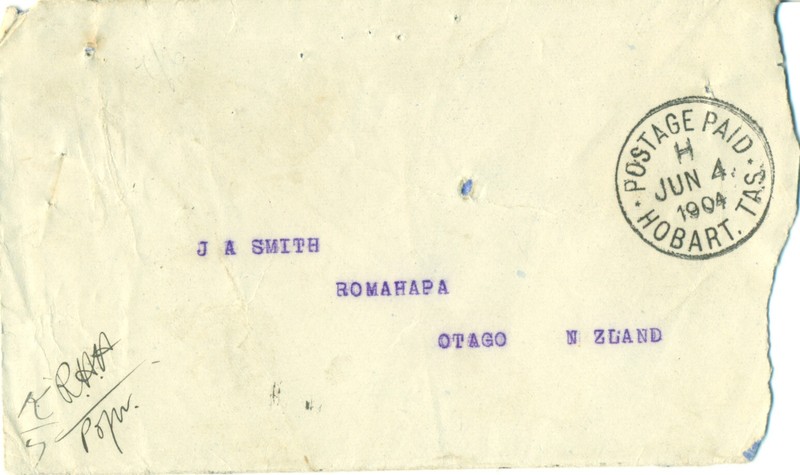 POSTAGE PAID
H
JUN 4
1904
HOBART. TAS.
J A SMITH
ROMAHAPA
OTAGO N ZLAND